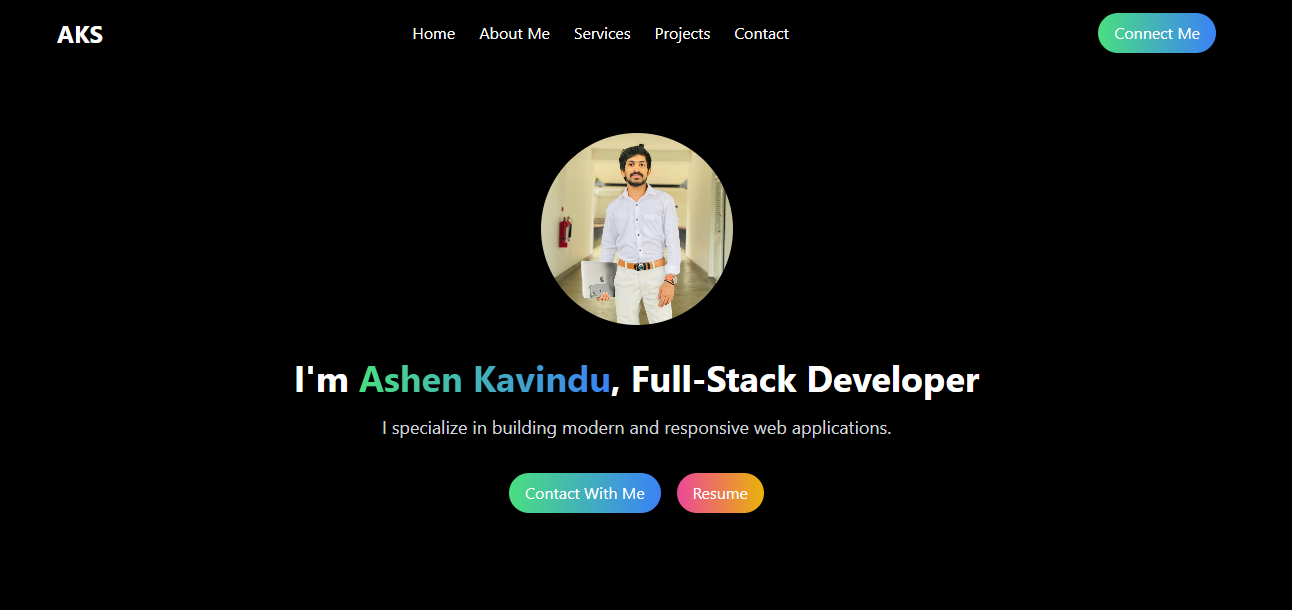 AKS
Home About Me Services Projects Contact
Connect Me
I'm Ashen Kavindu, Full-Stack Developer
I specialize in building modern and responsive web applications.
Contact With Me
Resume